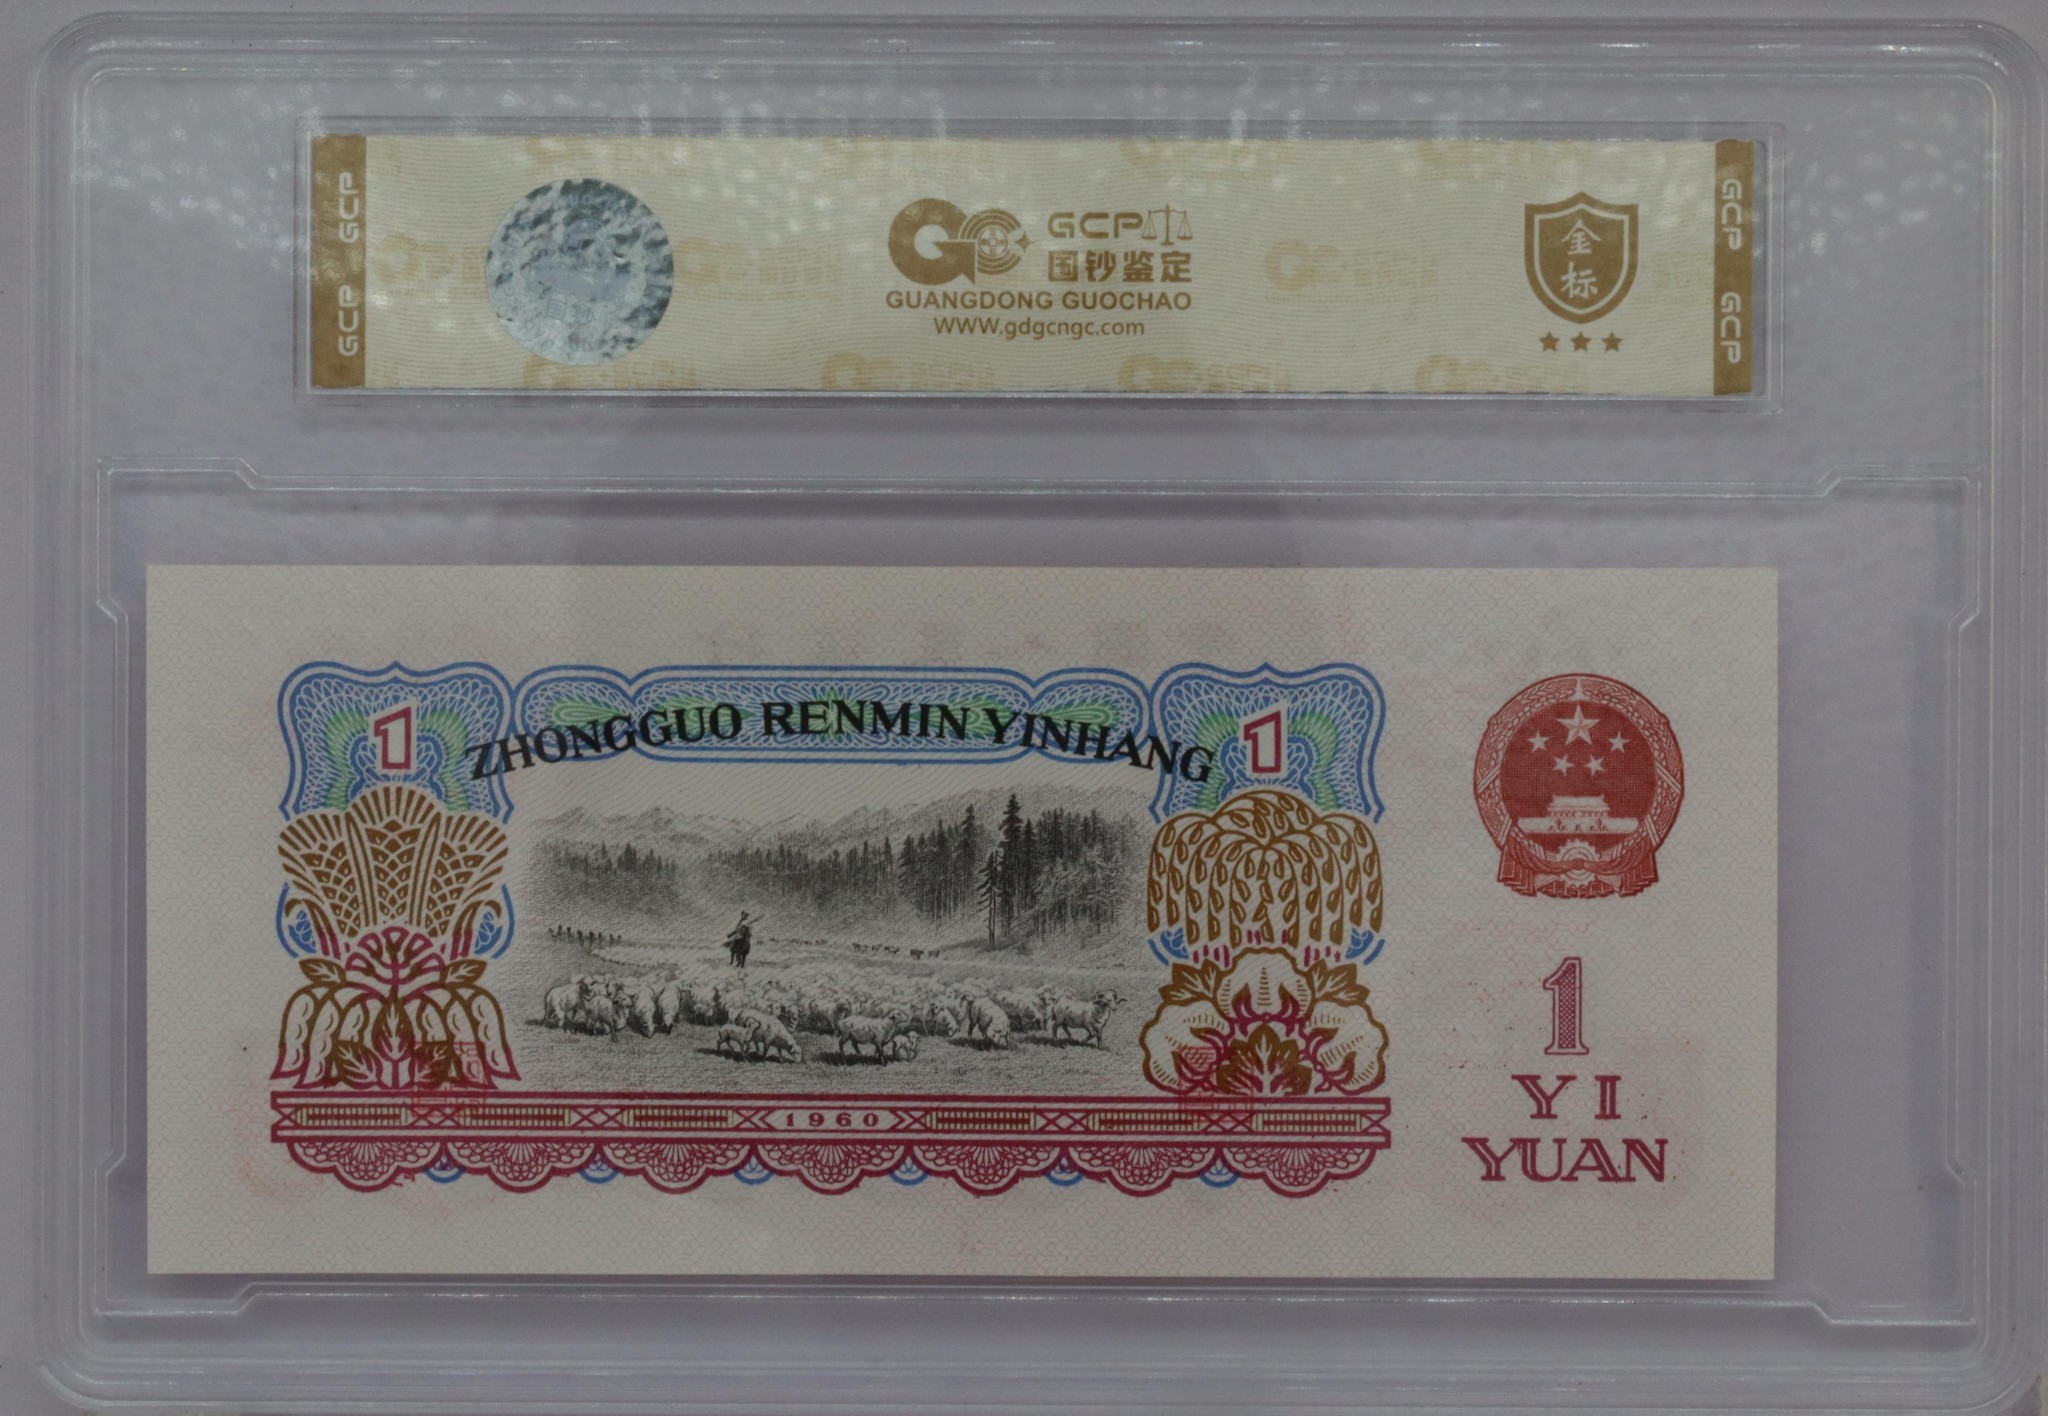 GCP GCP
GCP
国钞鉴定
GUANGDONG GUOCHAO
WWW.gdgcngc.com
金标
GCP GCP
ZHONGGUO RENMIN YINHANG
1
1
1960
1
YI
YUAN